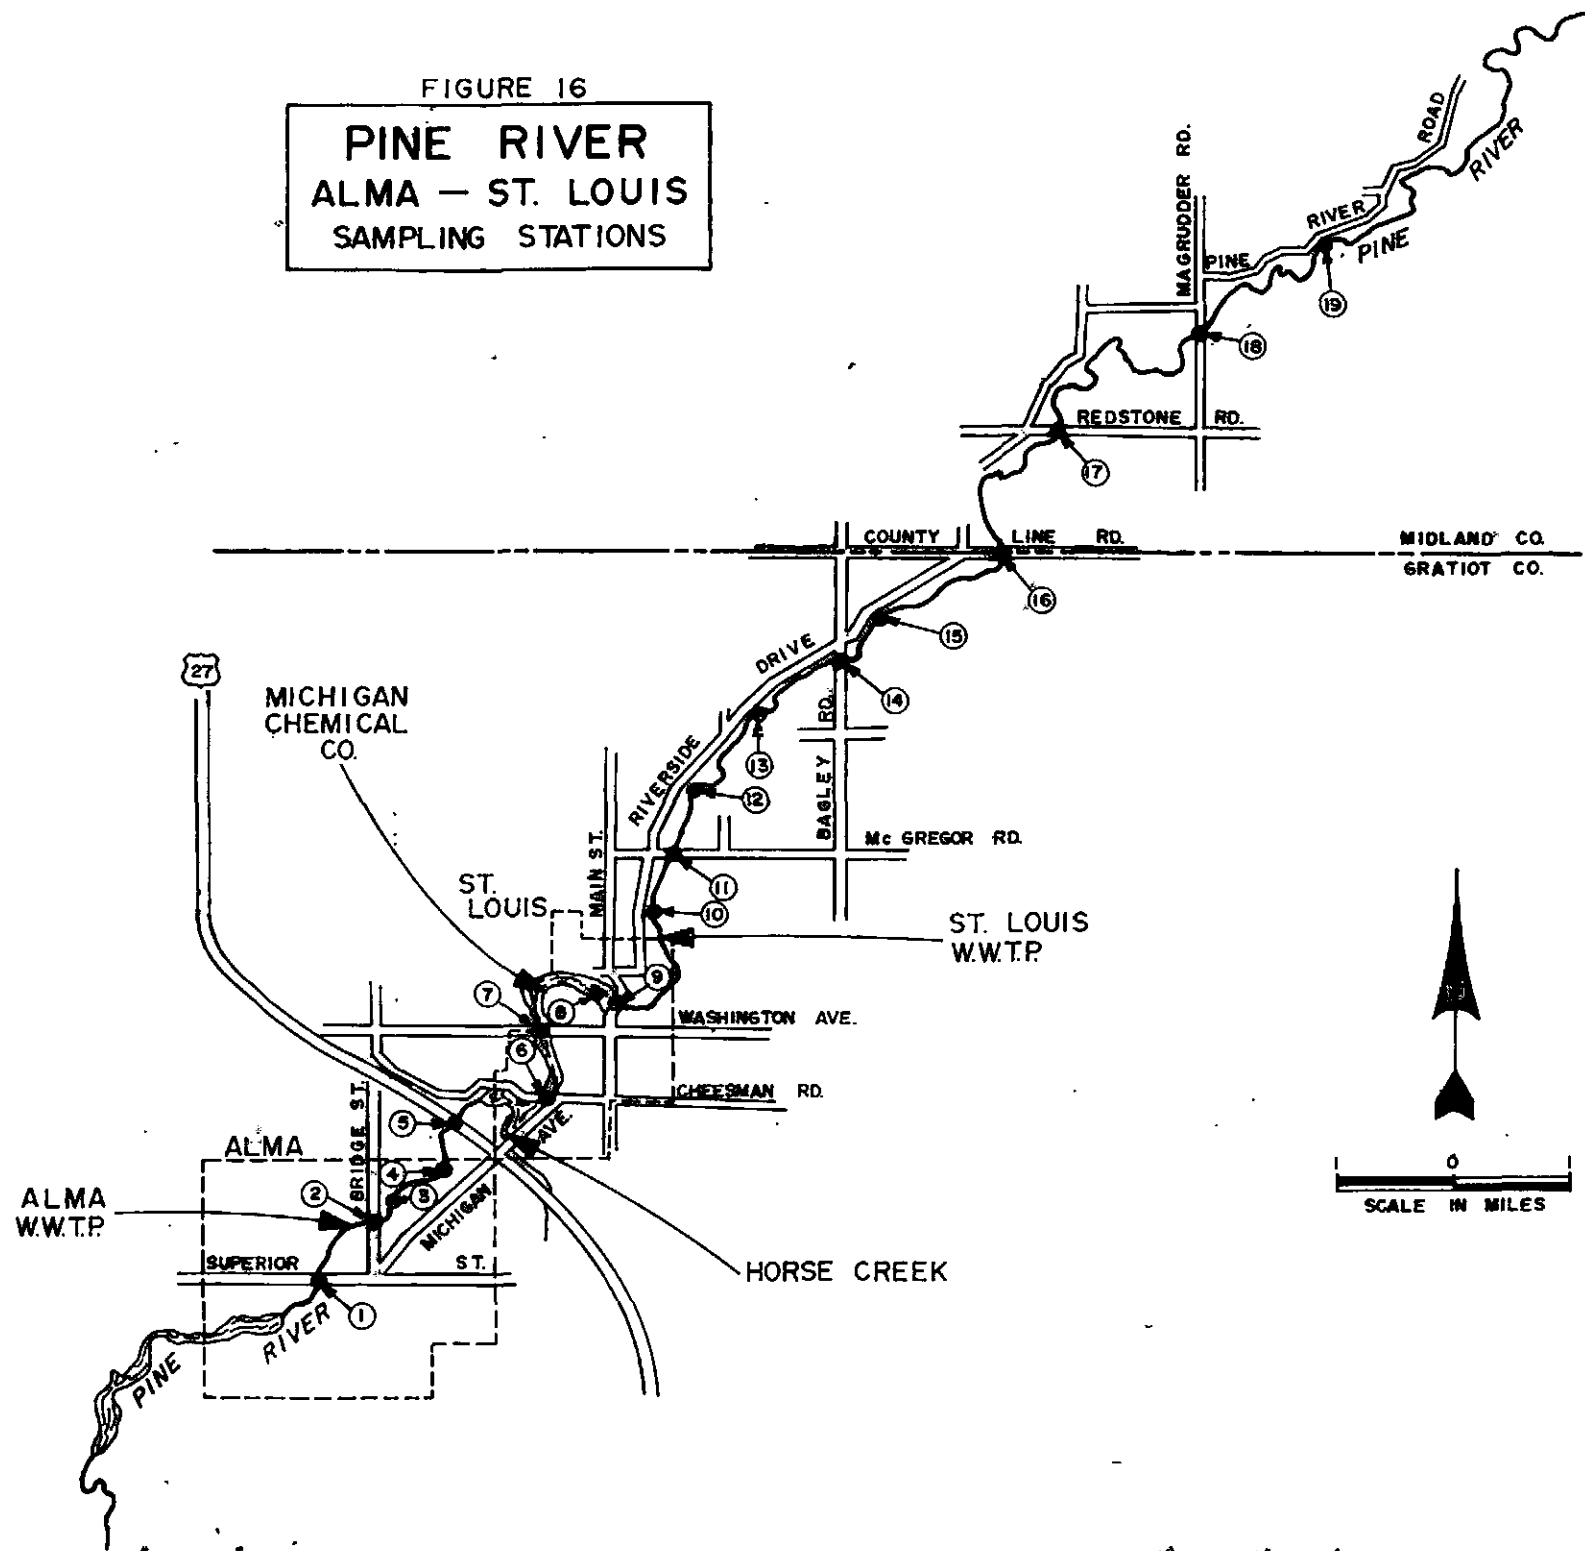 FIGURE 16
PINE RIVER
ALMA — ST. LOUIS
SAMPLING STATIONS
MAGRUDDER RD.
PINE RIVER ROAD
PINE RIVER
19
18
REDSTONE RD.
17
COUNTY LINE RD.
MIDLAND CO.
GRATIOT CO.
16
15
27
DRIVE
RIVERSIDE
14
MICHIGAN
CHEMICAL
CO.
13
BAGLEY RD.
12
MAIN ST.
Mc GREGOR RD.
11
ST.
LOUIS
10
ST. LOUIS
W.W.T.P.
9
7
8
WASHINGTON AVE.
6
CHEESMAN RD.
BRIDGE ST.
5
MICHIGAN AVE.
ALMA
4
2
3
ALMA
W.W.T.P.
SUPERIOR ST.
HORSE CREEK
1
PINE RIVER
0
1 1
SCALE IN MILES